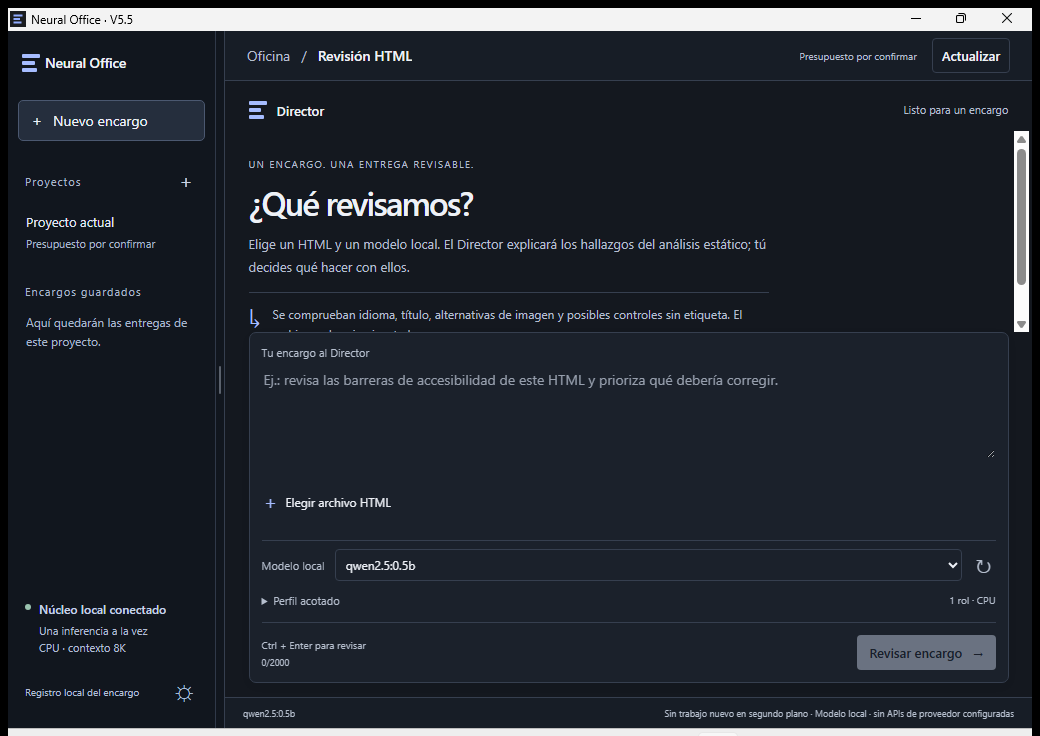 Neural Office · V5.5
Neural Office
+ Nuevo encargo
Proyectos +
Proyecto actual
Presupuesto por confirmar
Encargos guardados
Aquí quedarán las entregas de
este proyecto.
Núcleo local conectado
Una inferencia a la vez
CPU · contexto 8K
Registro local del encargo
Oficina / Revisión HTML
Presupuesto por confirmar
Actualizar
Director
Listo para un encargo
UN ENCARGO. UNA ENTREGA REVISABLE.
¿Qué revisamos?
Elige un HTML y un modelo local. El Director explicará los hallazgos del análisis estático; tú
decides qué hacer con ellos.
Se comprueban idioma, título, alternativas de imagen y posibles controles sin etiqueta. El
Tu encargo al Director
Ej.: revisa las barreras de accesibilidad de este HTML y prioriza qué debería corregir.
+ Elegir archivo HTML
Modelo local
qwen2.5:0.5b
Perfil acotado
1 rol · CPU
Ctrl + Enter para revisar
0/2000
Revisar encargo →
qwen2.5:0.5b
Sin trabajo nuevo en segundo plano · Modelo local · sin APIs de proveedor configuradas